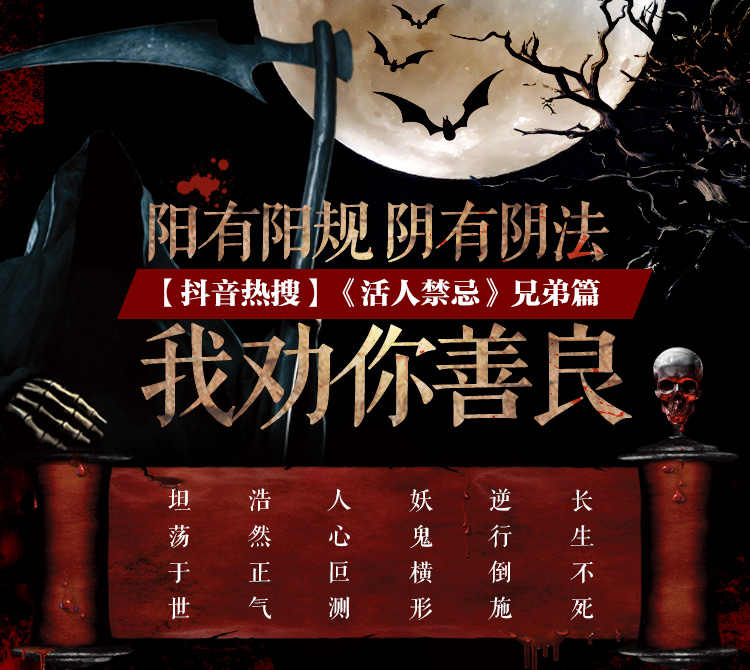 阳有阳规 阴有阴法
【抖音热搜】《活人禁忌》兄弟篇
我劝你善良
长生不死
逆行倒施
妖鬼横形
人心叵测
浩然正气
坦荡于世